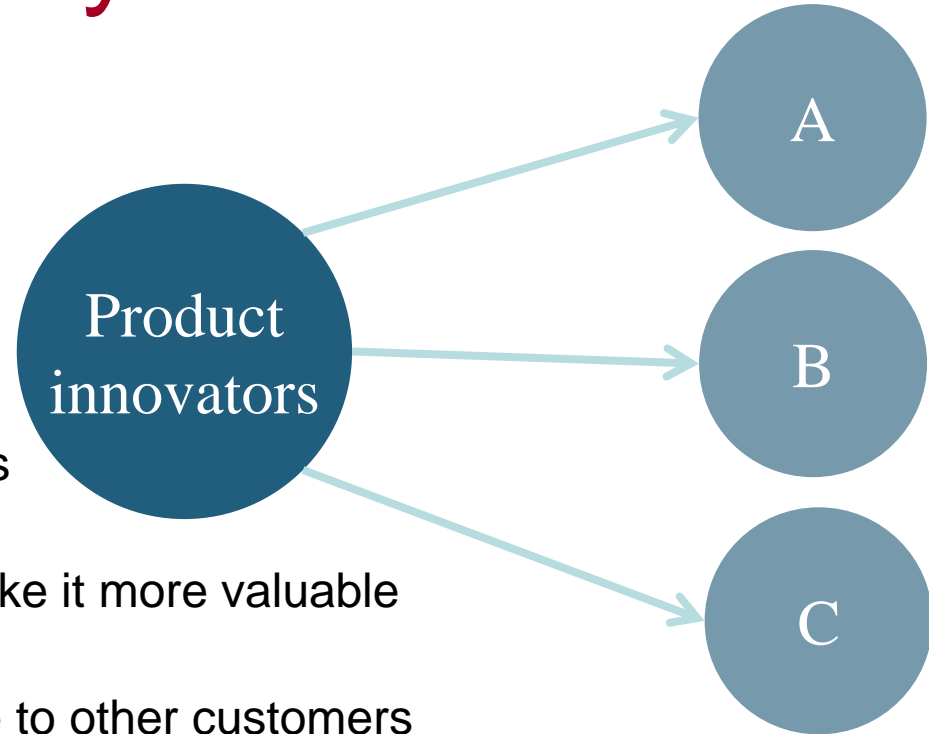 y
A
Product
innovators
B
s
ke it more valuable
C
to other customers